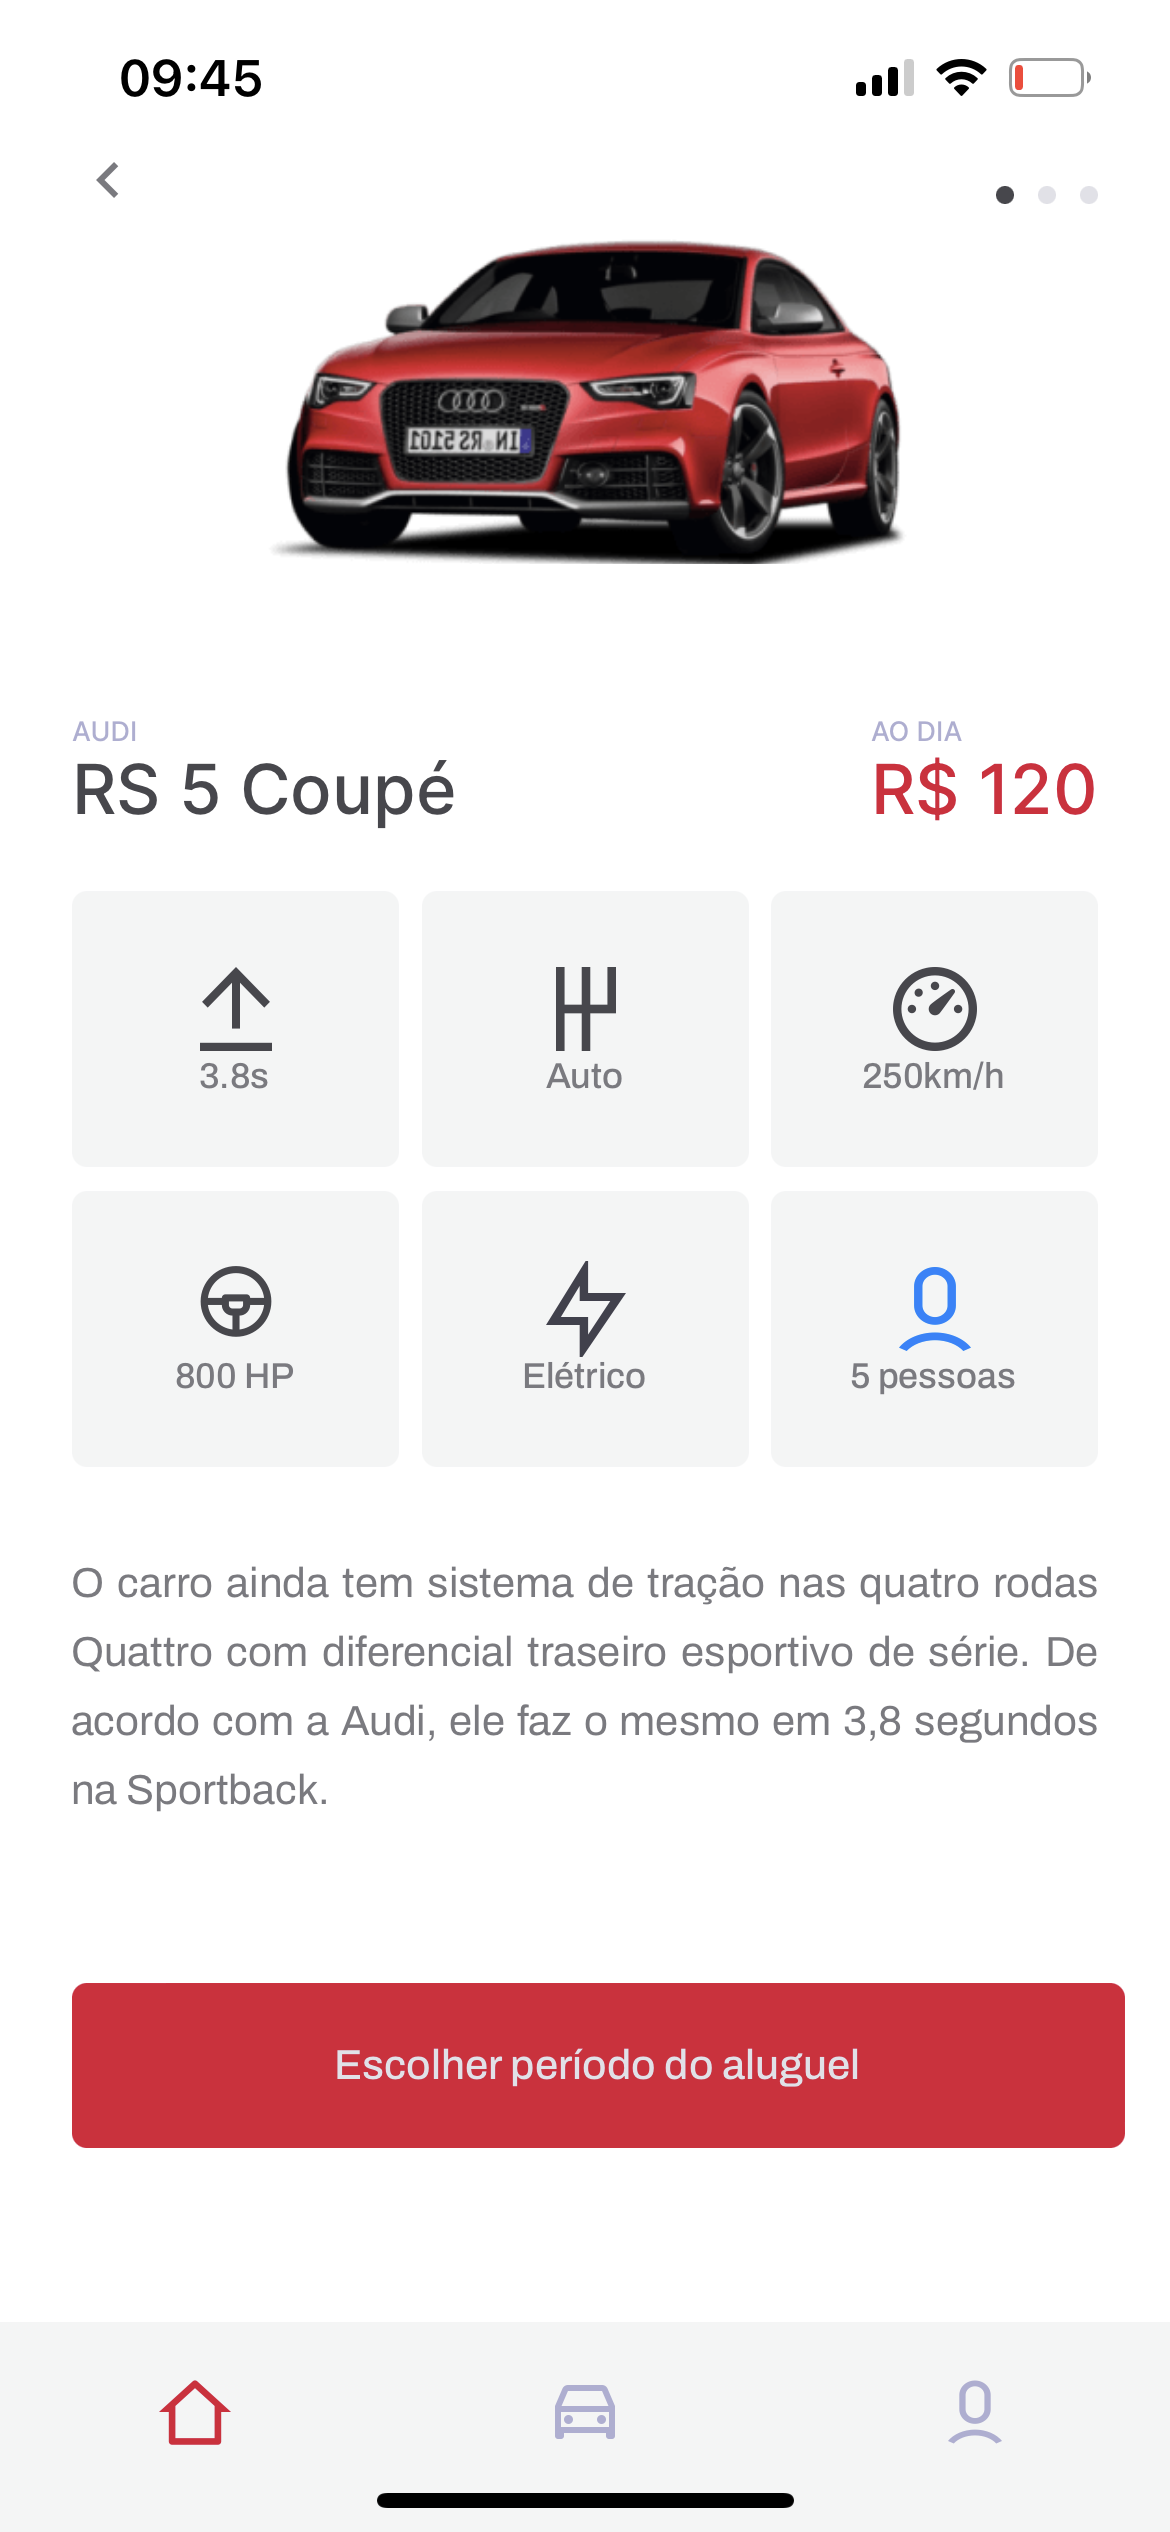 09:45
AUDI
AO DIA
RS 5 Coupé
R$ 120
3.8s
Auto
250km/h
800 HP
Elétrico
5 pessoas
O carro ainda tem sistema de tração nas quatro rodas
Quattro com diferencial traseiro esportivo de série. De
acordo com a Audi, ele faz o mesmo em 3,8 segundos
na Sportback.
Escolher período do aluguel